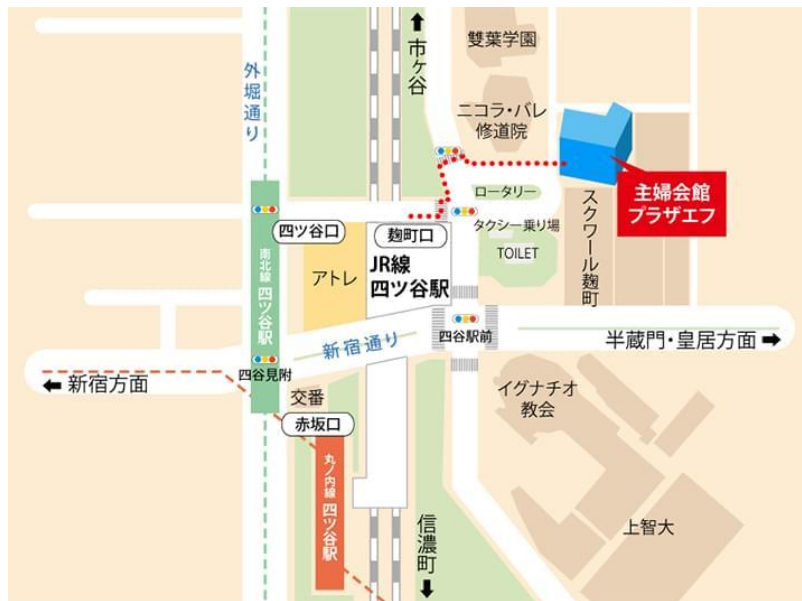 市ヶ谷
雙葉学園
外堀通り
ニコラ・バレ
修道院
主婦会館
プラザエフ
ロータリー
四ツ谷口
麹町口
タクシー乗り場
TOILET
スクワール麹町
南北線 四ツ谷駅
アトレ
JR線
四ツ谷駅
新宿通り
四谷駅前
半蔵門・皇居方面
四谷見附
新宿方面
交番
赤坂口
イグナチオ
教会
丸ノ内線 四ツ谷駅
信濃町
上智大